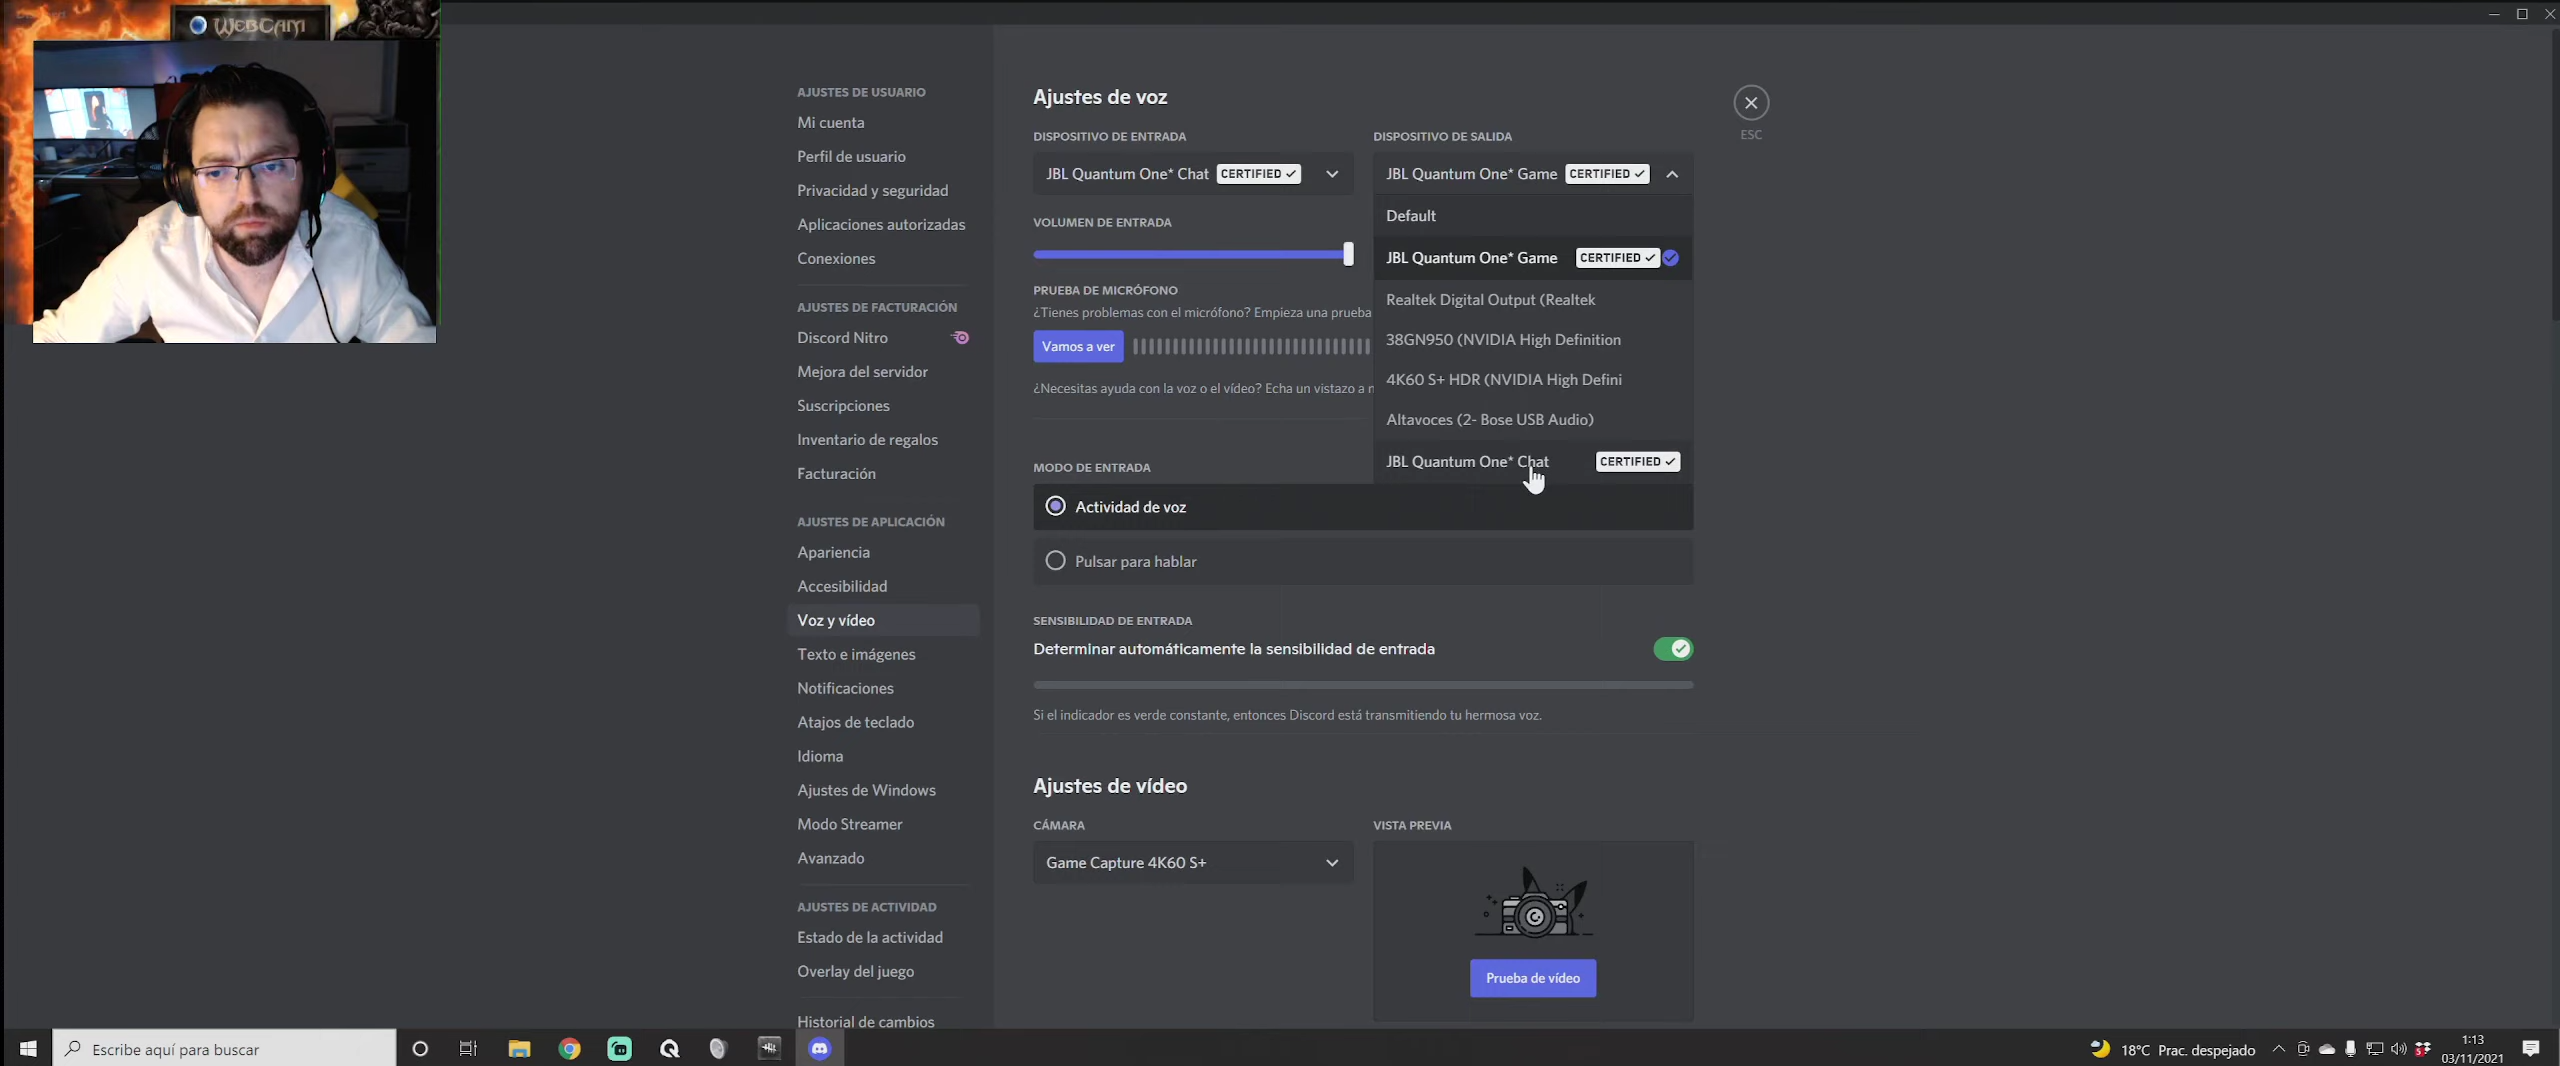 WEBCAM
AJUSTES DE USUARIO
Mi cuenta
Perfil de usuario
Privacidad y seguridad
Aplicaciones autorizadas
Conexiones
AJUSTES DE FACTURACIÓN
Discord Nitro
Mejora del servidor
Suscripciones
Inventario de regalos
Facturación
AJUSTES DE APLICACIÓN
Apariencia
Accesibilidad
Voz y vídeo
Texto e imágenes
Notificaciones
Atajos de teclado
Idioma
Ajustes de Windows
Modo Streamer
Avanzado
AJUSTES DE ACTIVIDAD
Estado de la actividad
Overlay del juego
Historial de cambios
Ajustes de voz
DISPOSITIVO DE ENTRADA
JBL Quantum One* Chat CERTIFIED
VOLUMEN DE ENTRADA
PRUEBA DE MICRÓFONO
¿Tienes problemas con el micrófono? Empieza una prueba
Vamos a ver
¿Necesitas ayuda con la voz o el vídeo? Echa un vistazo a n
DISPOSITIVO DE SALIDA
JBL Quantum One* Game CERTIFIED
Default
JBL Quantum One* Game CERTIFIED
Realtek Digital Output (Realtek
38GN950 (NVIDIA High Definition
4K60 S+ HDR (NVIDIA High Defini
Altavoces (2- Bose USB Audio)
JBL Quantum One* Chat CERTIFIED
ESC
MODO DE ENTRADA
Actividad de voz
Pulsar para hablar
SENSIBILIDAD DE ENTRADA
Determinar automáticamente la sensibilidad de entrada
Si el indicador es verde constante, entonces Discord está transmitiendo tu hermosa voz.
Ajustes de vídeo
CÁMARA
Game Capture 4K60 S+
VISTA PREVIA
Prueba de vídeo
Escribe aquí para buscar
18°C Prac. despejado
1:13
03/11/2021